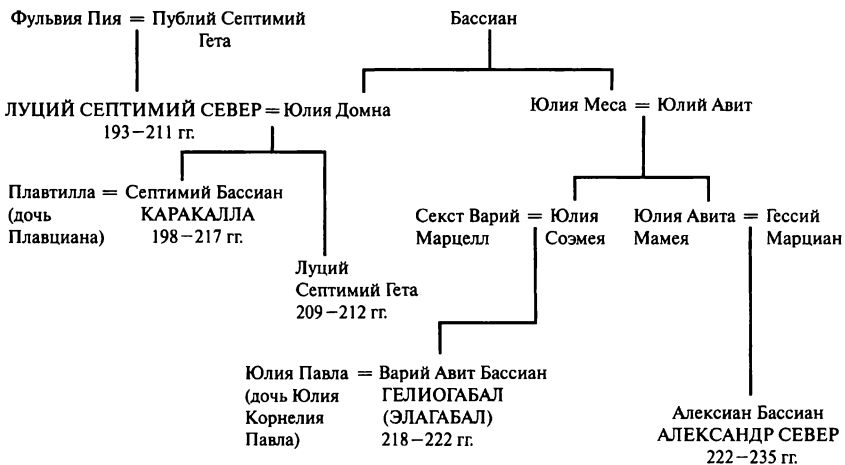 Фульвия Пия = Публий Септимий
Гета
Бассиан
ЛУЦИЙ СЕПТИМИЙ СЕВЕР = Юлия Домна
193–211 гг.
Юлия Меса = Юлий Авит
Плавтилла = Септимий Бассиан
(дочь КАРАКАЛЛА
Плавциана) 198–217 гг.
Секст Варий = Юлия
Марцелл Соэмея
Юлия Авита = Гессий
Мамея Марциан
Луций
Септимий Гета
209–212 гг.
Юлия Павла = Варий Авит Бассиан
(дочь Юлия ГЕЛИОГАБАЛ
Корнелия (ЭЛАГАБАЛ)
Павла) 218–222 гг.
Алексиан Бассиан
АЛЕКСАНДР СЕВЕР
222–235 гг.